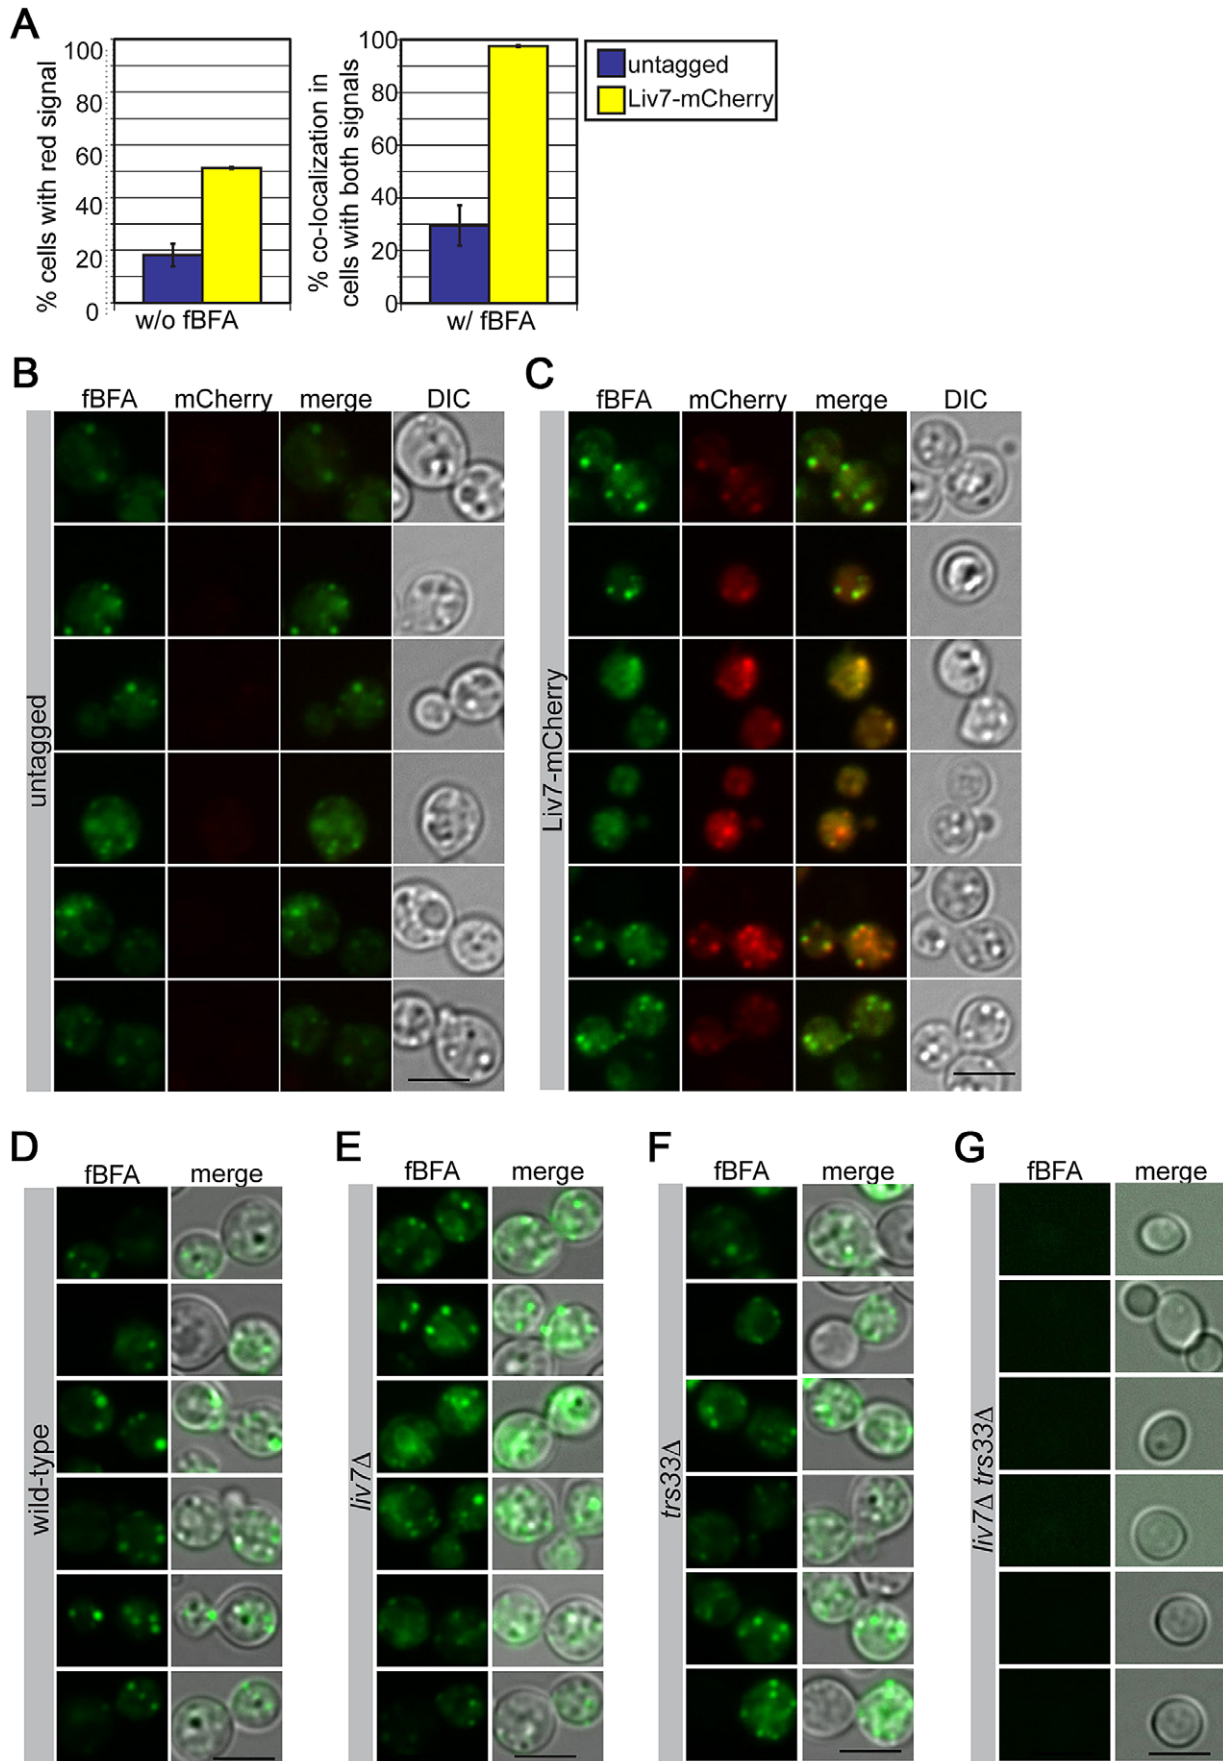 A
% cells with red signal
100
80
60
40
20
0
w/o fBFA
% co-localization in
cells with both signals
100
80
60
40
20
0
w/ fBFA
untagged
Liv7-mCherry
B
fBFA mCherry merge DIC
untagged
C
fBFA mCherry merge DIC
Liv7-mCherry
D
fBFA merge
wild-type
E
fBFA merge
liv7Δ
F
fBFA merge
trs33Δ
G
fBFA merge
liv7Δ trs33Δ